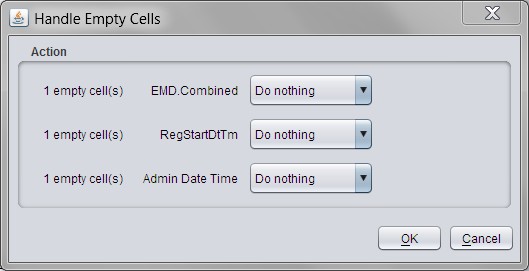 Handle Empty Cells
Action
1 empty cell(s) EMD.Combined Do nothing
1 empty cell(s) RegStartDtTm Do nothing
1 empty cell(s) Admin Date Time Do nothing
OK Cancel